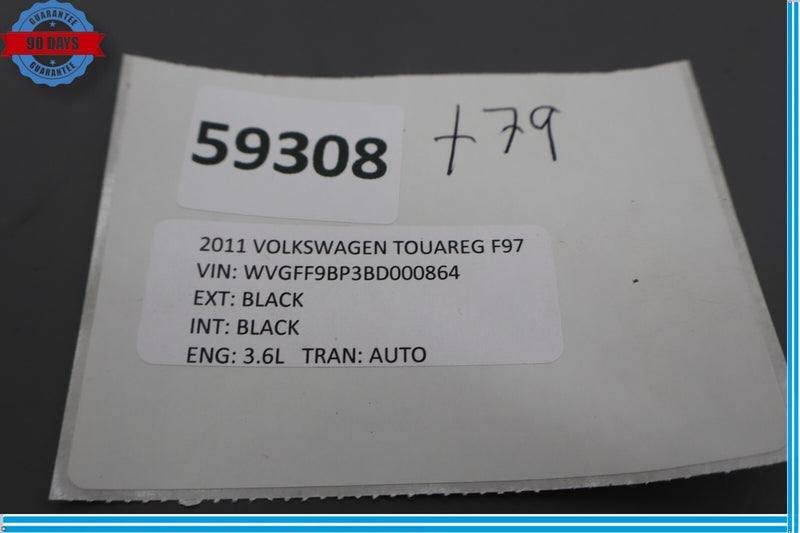 GUARANTEE
90 DAYS
GUARANTEE
59308
+79
2011 VOLKSWAGEN TOUAREG F97
VIN: WVGFF9BP3BD000864
EXT: BLACK
INT: BLACK
ENG: 3.6L TRAN: AUTO